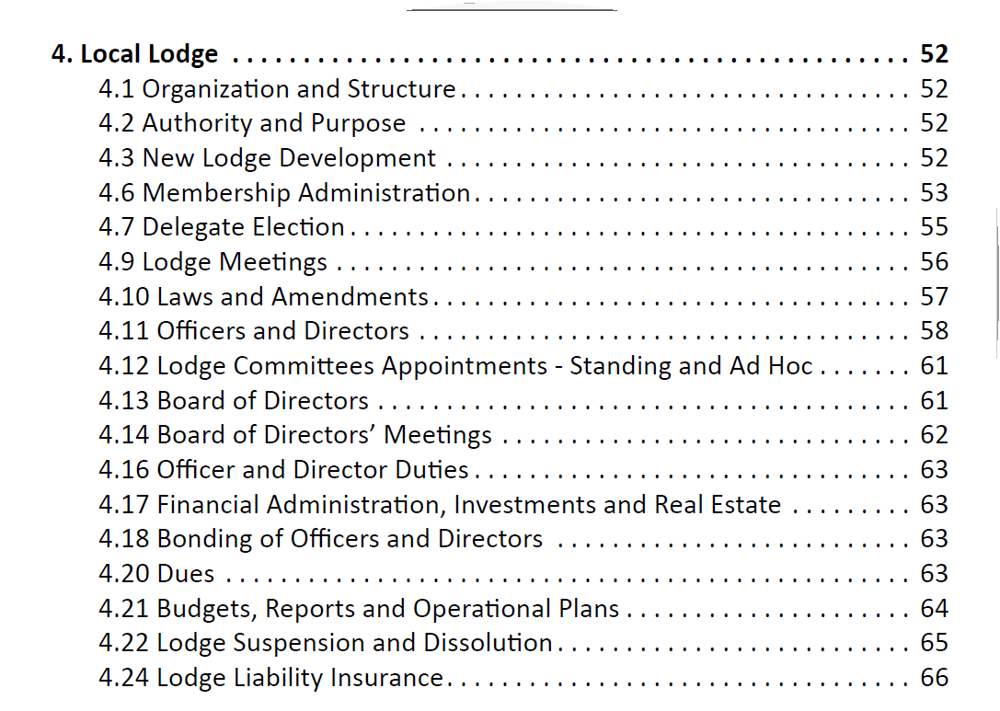 4. Local Lodge . . . . . . . . . . . . . . . . . . . . . . . . . . . . . . . . . . . . . . . . . . . . . . . . 52
4.1 Organization and Structure . . . . . . . . . . . . . . . . . . . . . . . . . . . . . . . . . 52
4.2 Authority and Purpose . . . . . . . . . . . . . . . . . . . . . . . . . . . . . . . . . . . . 52
4.3 New Lodge Development . . . . . . . . . . . . . . . . . . . . . . . . . . . . . . . . . . 52
4.6 Membership Administration . . . . . . . . . . . . . . . . . . . . . . . . . . . . . . . . 53
4.7 Delegate Election . . . . . . . . . . . . . . . . . . . . . . . . . . . . . . . . . . . . . . . . . 55
4.9 Lodge Meetings . . . . . . . . . . . . . . . . . . . . . . . . . . . . . . . . . . . . . . . . . . 56
4.10 Laws and Amendments . . . . . . . . . . . . . . . . . . . . . . . . . . . . . . . . . . . 57
4.11 Officers and Directors . . . . . . . . . . . . . . . . . . . . . . . . . . . . . . . . . . . . 58
4.12 Lodge Committees Appointments - Standing and Ad Hoc . . . . . . . 61
4.13 Board of Directors . . . . . . . . . . . . . . . . . . . . . . . . . . . . . . . . . . . . . . . 61
4.14 Board of Directors’ Meetings . . . . . . . . . . . . . . . . . . . . . . . . . . . . . . 62
4.16 Officer and Director Duties . . . . . . . . . . . . . . . . . . . . . . . . . . . . . . . . 63
4.17 Financial Administration, Investments and Real Estate . . . . . . . . . 63
4.18 Bonding of Officers and Directors . . . . . . . . . . . . . . . . . . . . . . . . . . 63
4.20 Dues . . . . . . . . . . . . . . . . . . . . . . . . . . . . . . . . . . . . . . . . . . . . . . . . . . 63
4.21 Budgets, Reports and Operational Plans . . . . . . . . . . . . . . . . . . . . . 64
4.22 Lodge Suspension and Dissolution . . . . . . . . . . . . . . . . . . . . . . . . . . 65
4.24 Lodge Liability Insurance . . . . . . . . . . . . . . . . . . . . . . . . . . . . . . . . . . 66